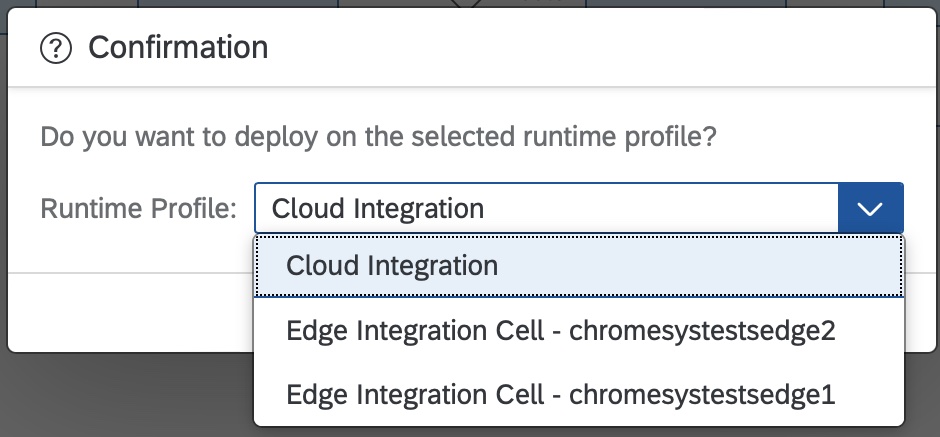 Confirmation
Do you want to deploy on the selected runtime profile?
Runtime Profile: Cloud Integration
Cloud Integration
Edge Integration Cell - chromesystestsedge2
Edge Integration Cell - chromesystestsedge1